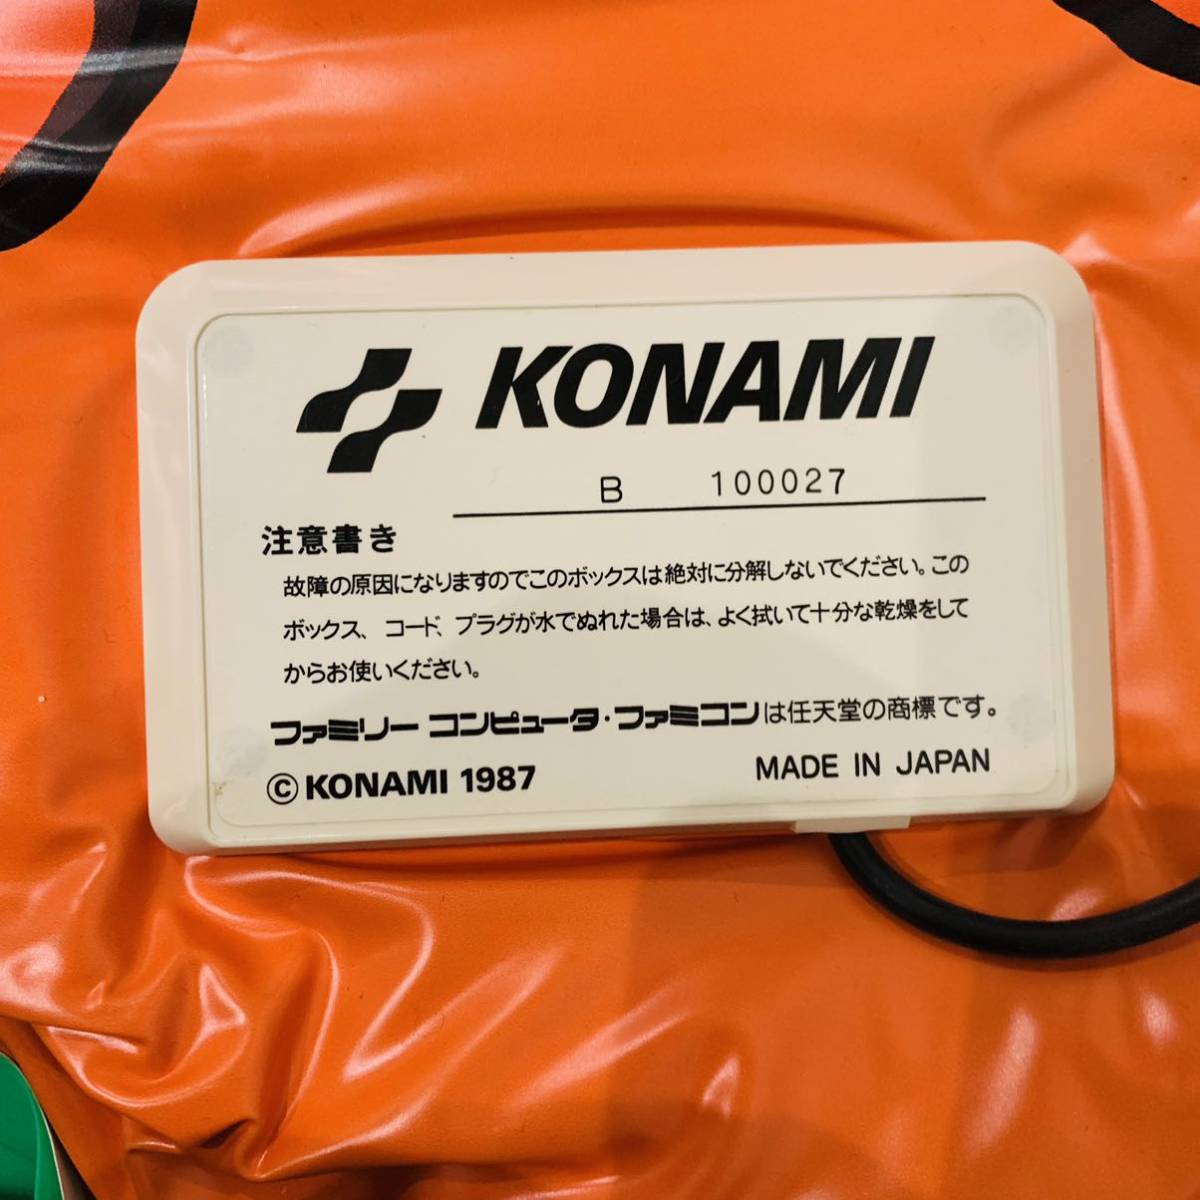 KONAMI
B 100027
注意書き
故障の原因になりますのでこのボックスは絶対に分解しないでください。この
ボックス、コード、プラグが水でぬれた場合は、よく拭いて十分な乾燥をして
からお使いください。
ファミリーコンピュータ・ファミコンは任天堂の商標です。
© KONAMI 1987
MADE IN JAPAN